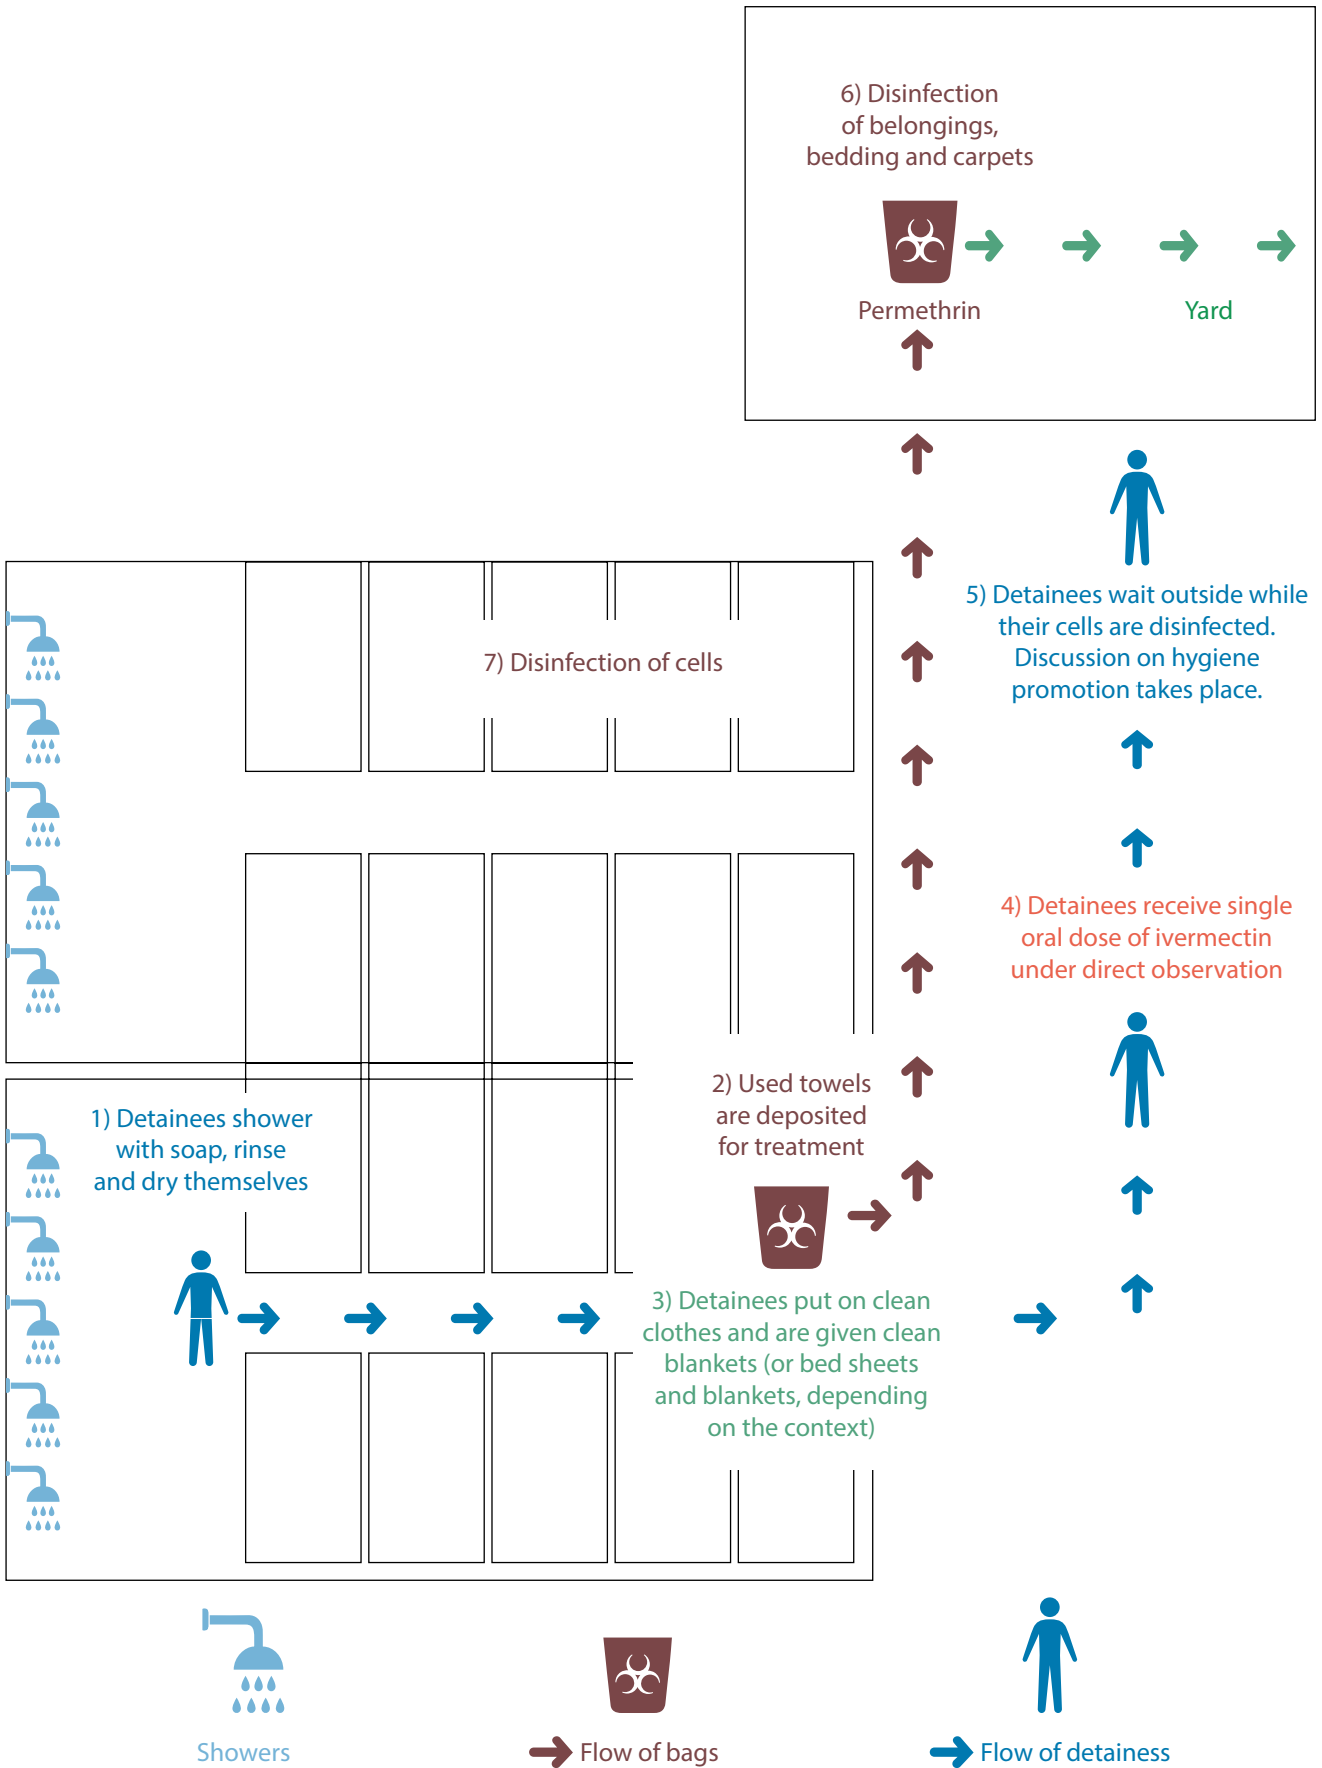 6) Disinfection
of belongings,
bedding and carpets
Permethrin
Yard
5) Detainees wait outside while
their cells are disinfected.
Discussion on hygiene
promotion takes place.
7) Disinfection of cells
4) Detainees receive single
oral dose of ivermectin
under direct observation
2) Used towels
are deposited
for treatment
1) Detainees shower
with soap, rinse
and dry themselves
3) Detainees put on clean
clothes and are given clean
blankets (or bed sheets
and blankets, depending
on the context)
Showers
Flow of bags
Flow of detainess